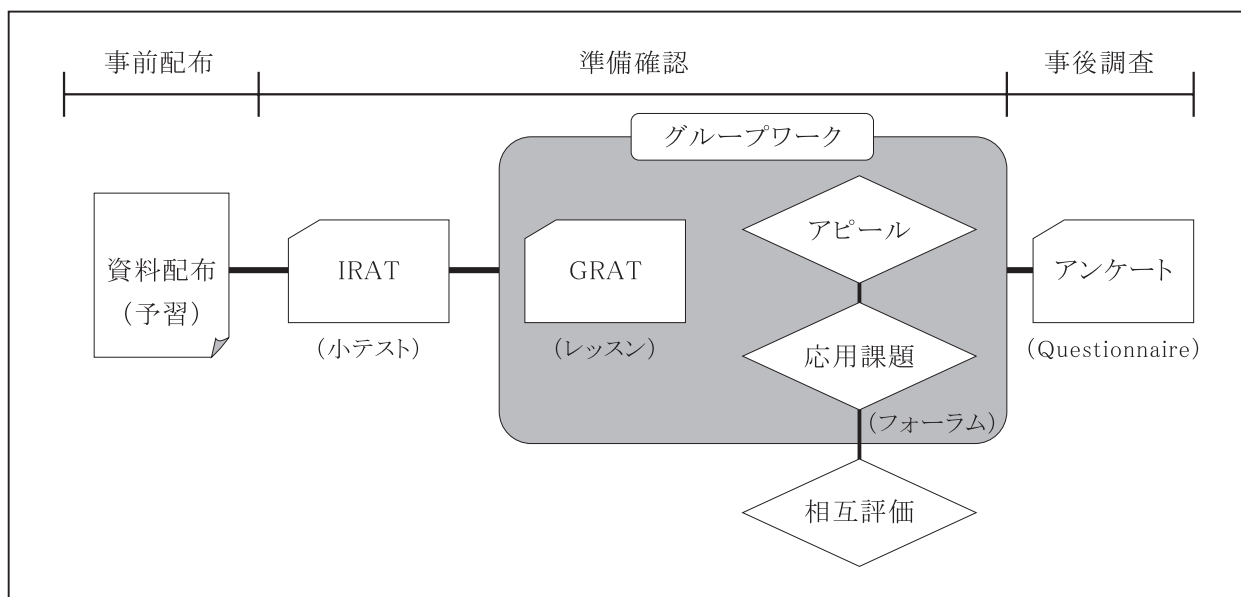 事前配布
準備確認
事後調査
グループワーク
資料配布
(予習)
IRAT
(小テスト)
GRAT
(レッスン)
アピール
応用課題
(フォーラム)
相互評価
アンケート
(Questionnaire)